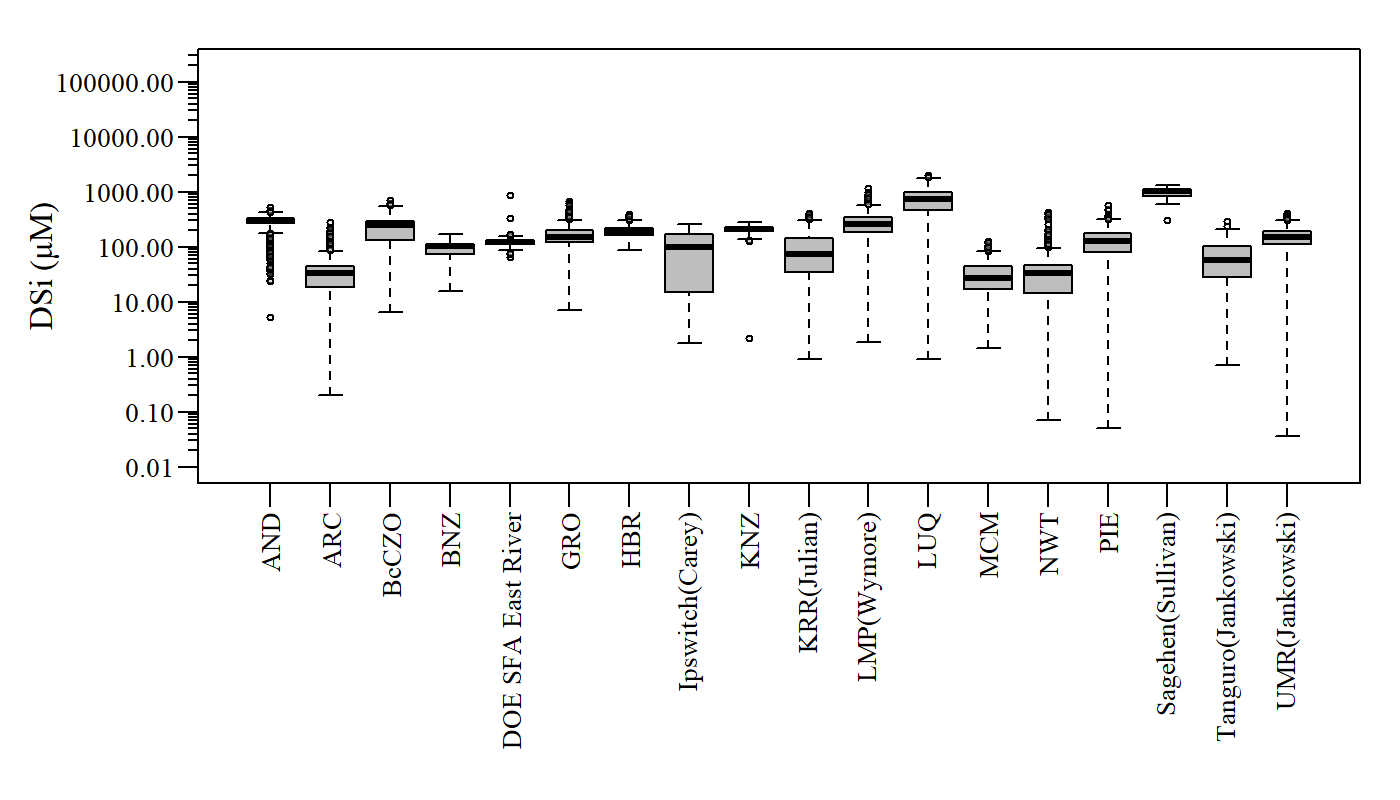 DSi (μM)
100000.00
10000.00
1000.00
100.00
10.00
1.00
0.10
0.01
AND
ARC
BcCZO
BNZ
DOE SFA East River
GRO
HBR
Ipswitch(Carey)
KNZ
KRR(Julian)
LMP(Wymore)
LUQ
MCM
NWT
PIE
Sagehen(Sullivan)
Tanguro(Jankowski)
UMR(Jankowski)